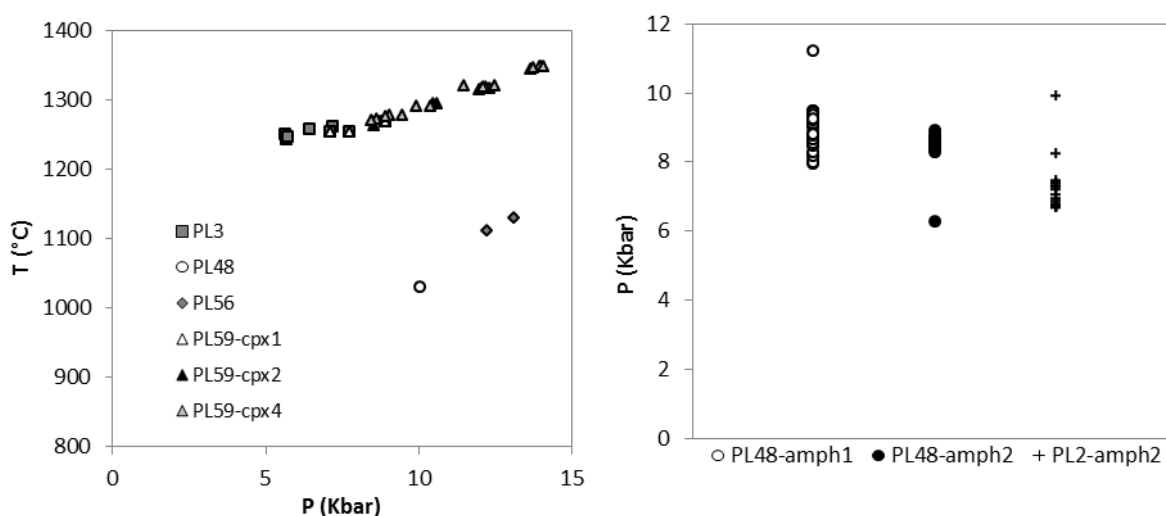 1400
1300
1200
1100
1000
900
800
T (°C)
PL3
PL48
PL56
PL59-cpx1
PL59-cpx2
PL59-cpx4
0
5
10
15
P (Kbar)
12
10
8
6
4
2
0
P (Kbar)
PL48-amph1 PL48-amph2 PL2-amph2